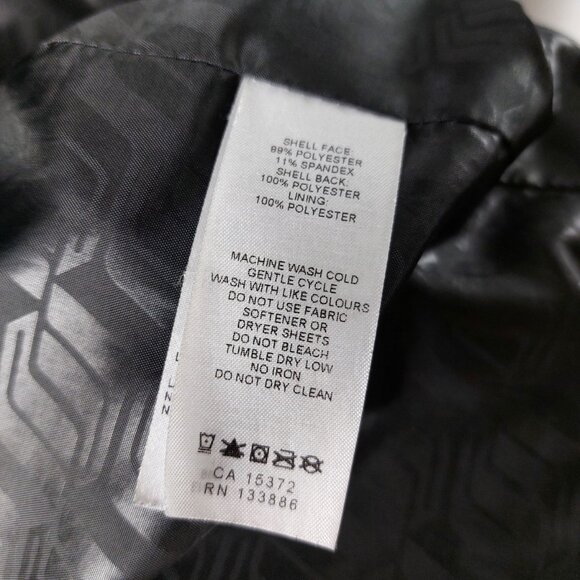 SHELL FACE:
89% POLYESTER
11% SPANDEX
SHELL BACK:
100% POLYESTER
LINING:
100% POLYESTER
MACHINE WASH COLD
GENTLE CYCLE
WASH WITH LIKE COLOURS
DO NOT USE FABRIC
SOFTENER OR
DRYER SHEETS
DO NOT BLEACH
TUMBLE DRY LOW
NO IRON
DO NOT DRY CLEAN
CA 15372
RN 133886